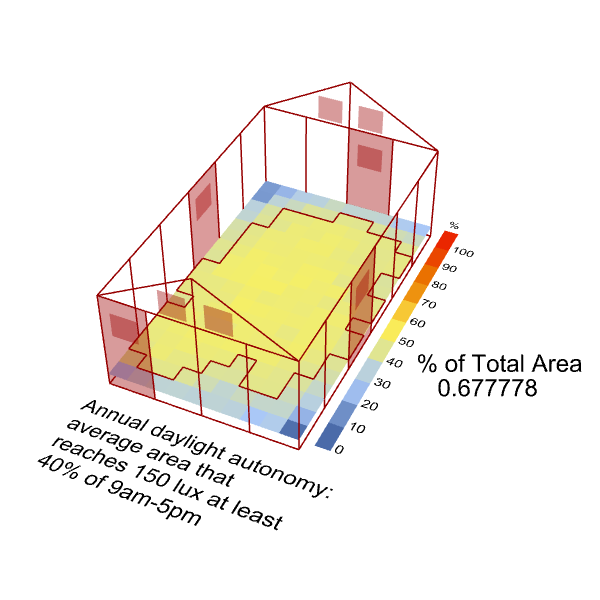 %
100
90
80
70
60
50
40
30
20
10
0
% of Total Area
0.677778
Annual daylight autonomy:
average area that
reaches 150 lux at least
40% of 9am-5pm